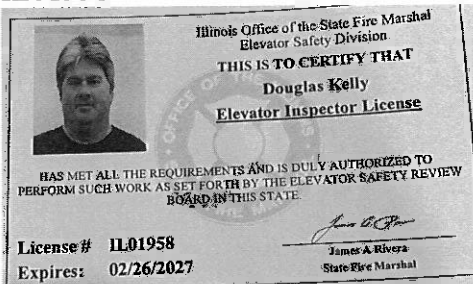 Illinois Office of the State Fire Marshal
Elevator Safety Division
THIS IS TO CERTIFY THAT
Douglas Kelly
Elevator Inspector License
HAS MET ALL THE REQUIREMENTS AND IS DULY AUTHORIZED TO
PERFORM SUCH WORK AS SET FORTH BY THE ELEVATOR SAFETY REVIEW
BOARD IN THIS STATE.
License # IL01958
Expires: 02/26/2027
James A Rivera
State Fire Marshal